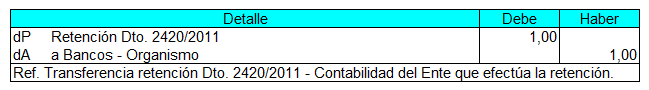 Detalle Debe Haber
dP Retención Dto. 2420/2011 1,00
dA a Bancos - Organismo 1,00
Ref. Transferencia retención Dto. 2420/2011 - Contabilidad del Ente que efectúa la retención.